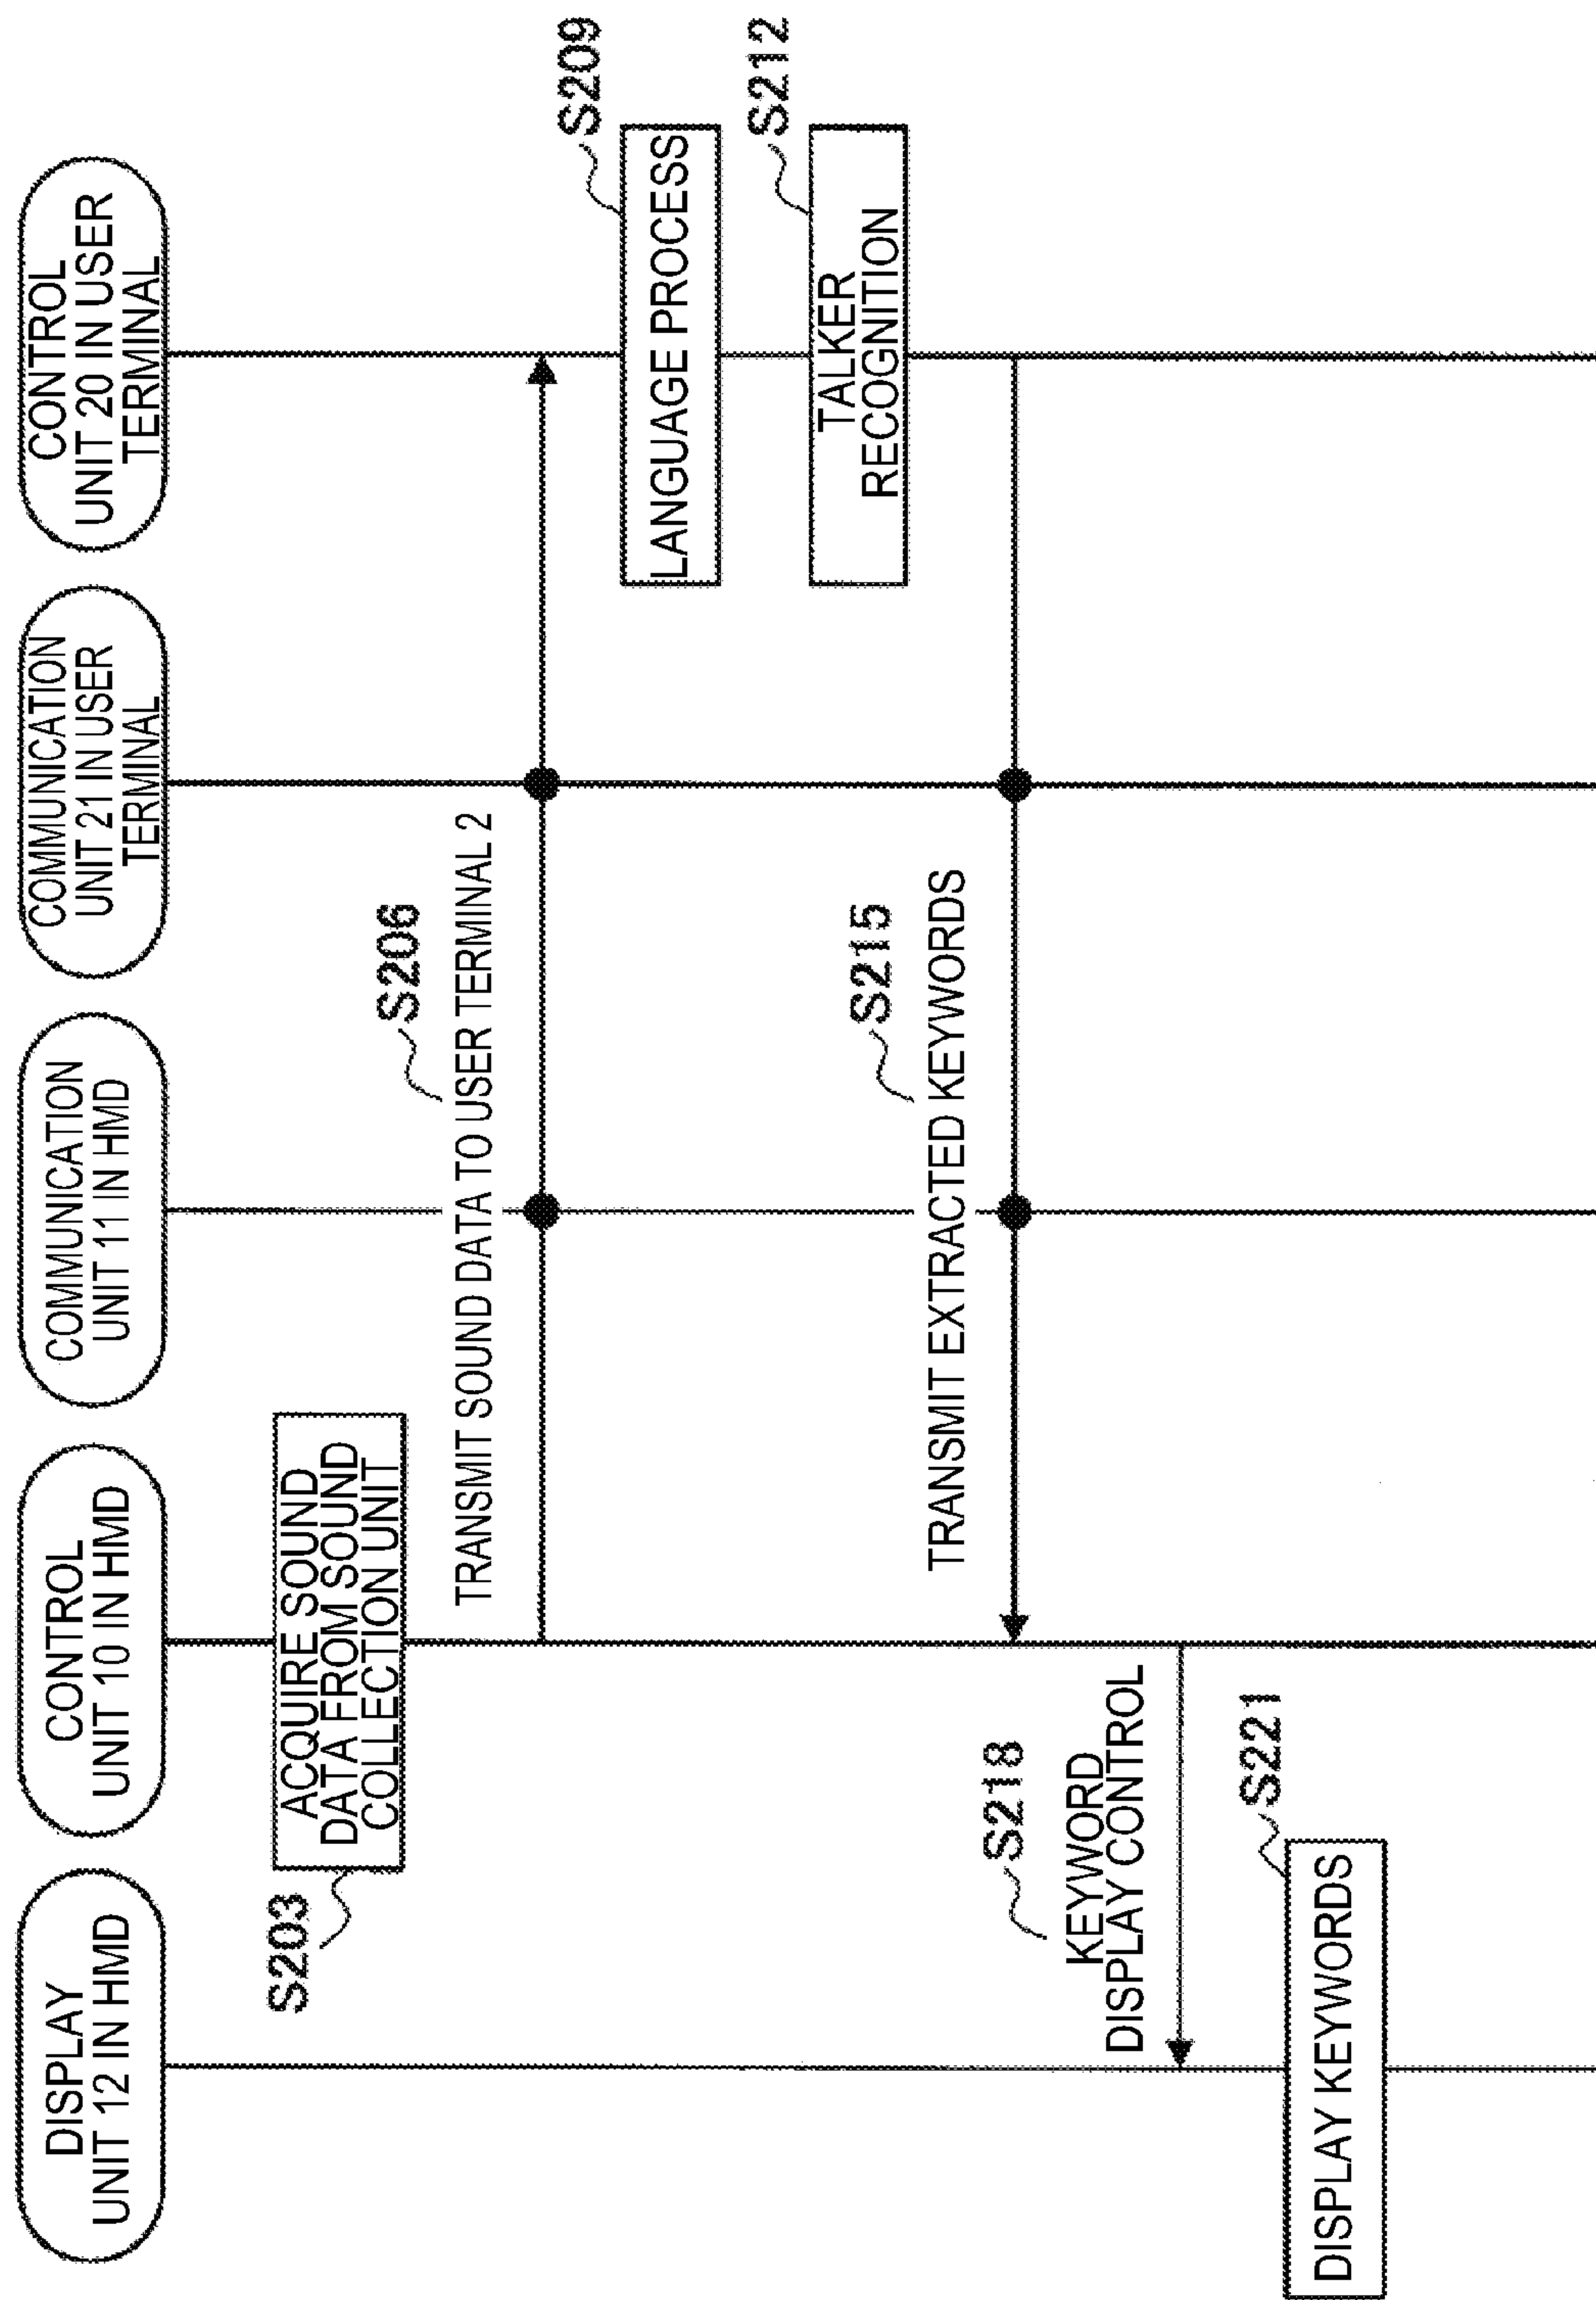 DISPLAY
UNIT 12 IN HMD
CONTROL
UNIT 10 IN HMD
COMMUNICATION
UNIT 11 IN HMD
COMMUNICATION
UNIT 21 IN USER
TERMINAL
CONTROL
UNIT 20 IN USER
TERMINAL
S203
ACQUIRE SOUND
DATA FROM SOUND
COLLECTION UNIT
S206
TRANSMIT SOUND DATA TO USER TERMINAL 2
S209
LANGUAGE PROCESS
S212
TALKER
RECOGNITION
S215
TRANSMIT EXTRACTED KEYWORDS
S218
KEYWORD
DISPLAY CONTROL
S221
DISPLAY KEYWORDS